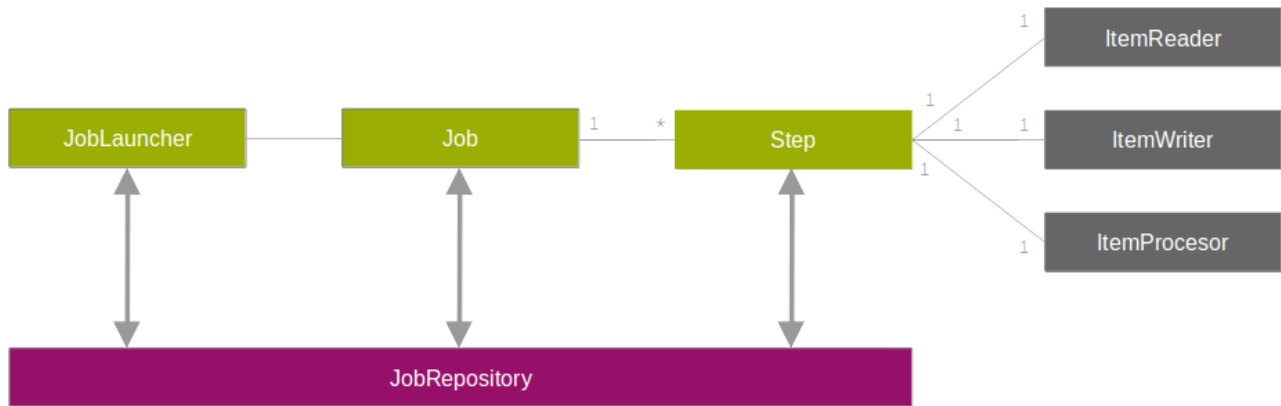 1
ItemReader
JobLauncher
Job
1
*
Step
1
1
1
ItemWriter
1
1
ItemProcesor
JobRepository